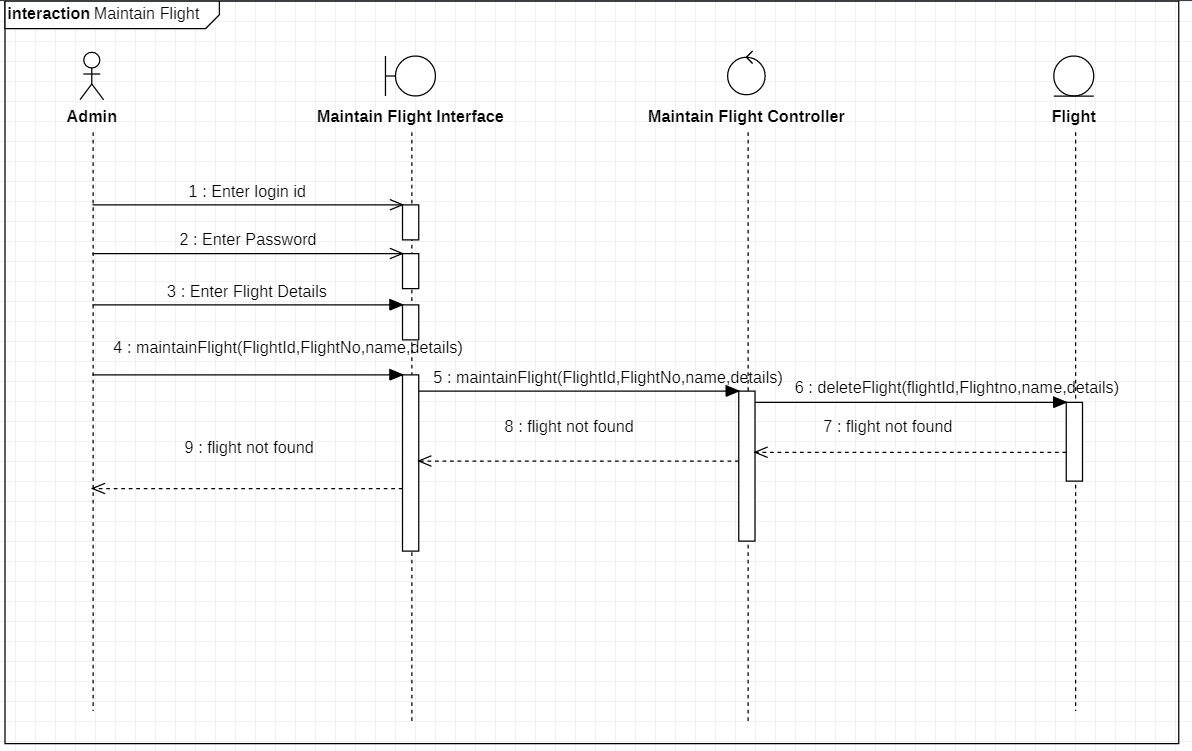 interaction Maintain Flight
Admin
Maintain Flight Interface
Maintain Flight Controller
Flight
1 : Enter login id
2 : Enter Password
3 : Enter Flight Details
4 : maintainFlight(FlightId,FlightNo,name,details)
5 : maintainFlight(FlightId,FlightNo,name,details)
6 : deleteFlight(flightId,Flightno,name,details)
7 : flight not found
8 : flight not found
9 : flight not found